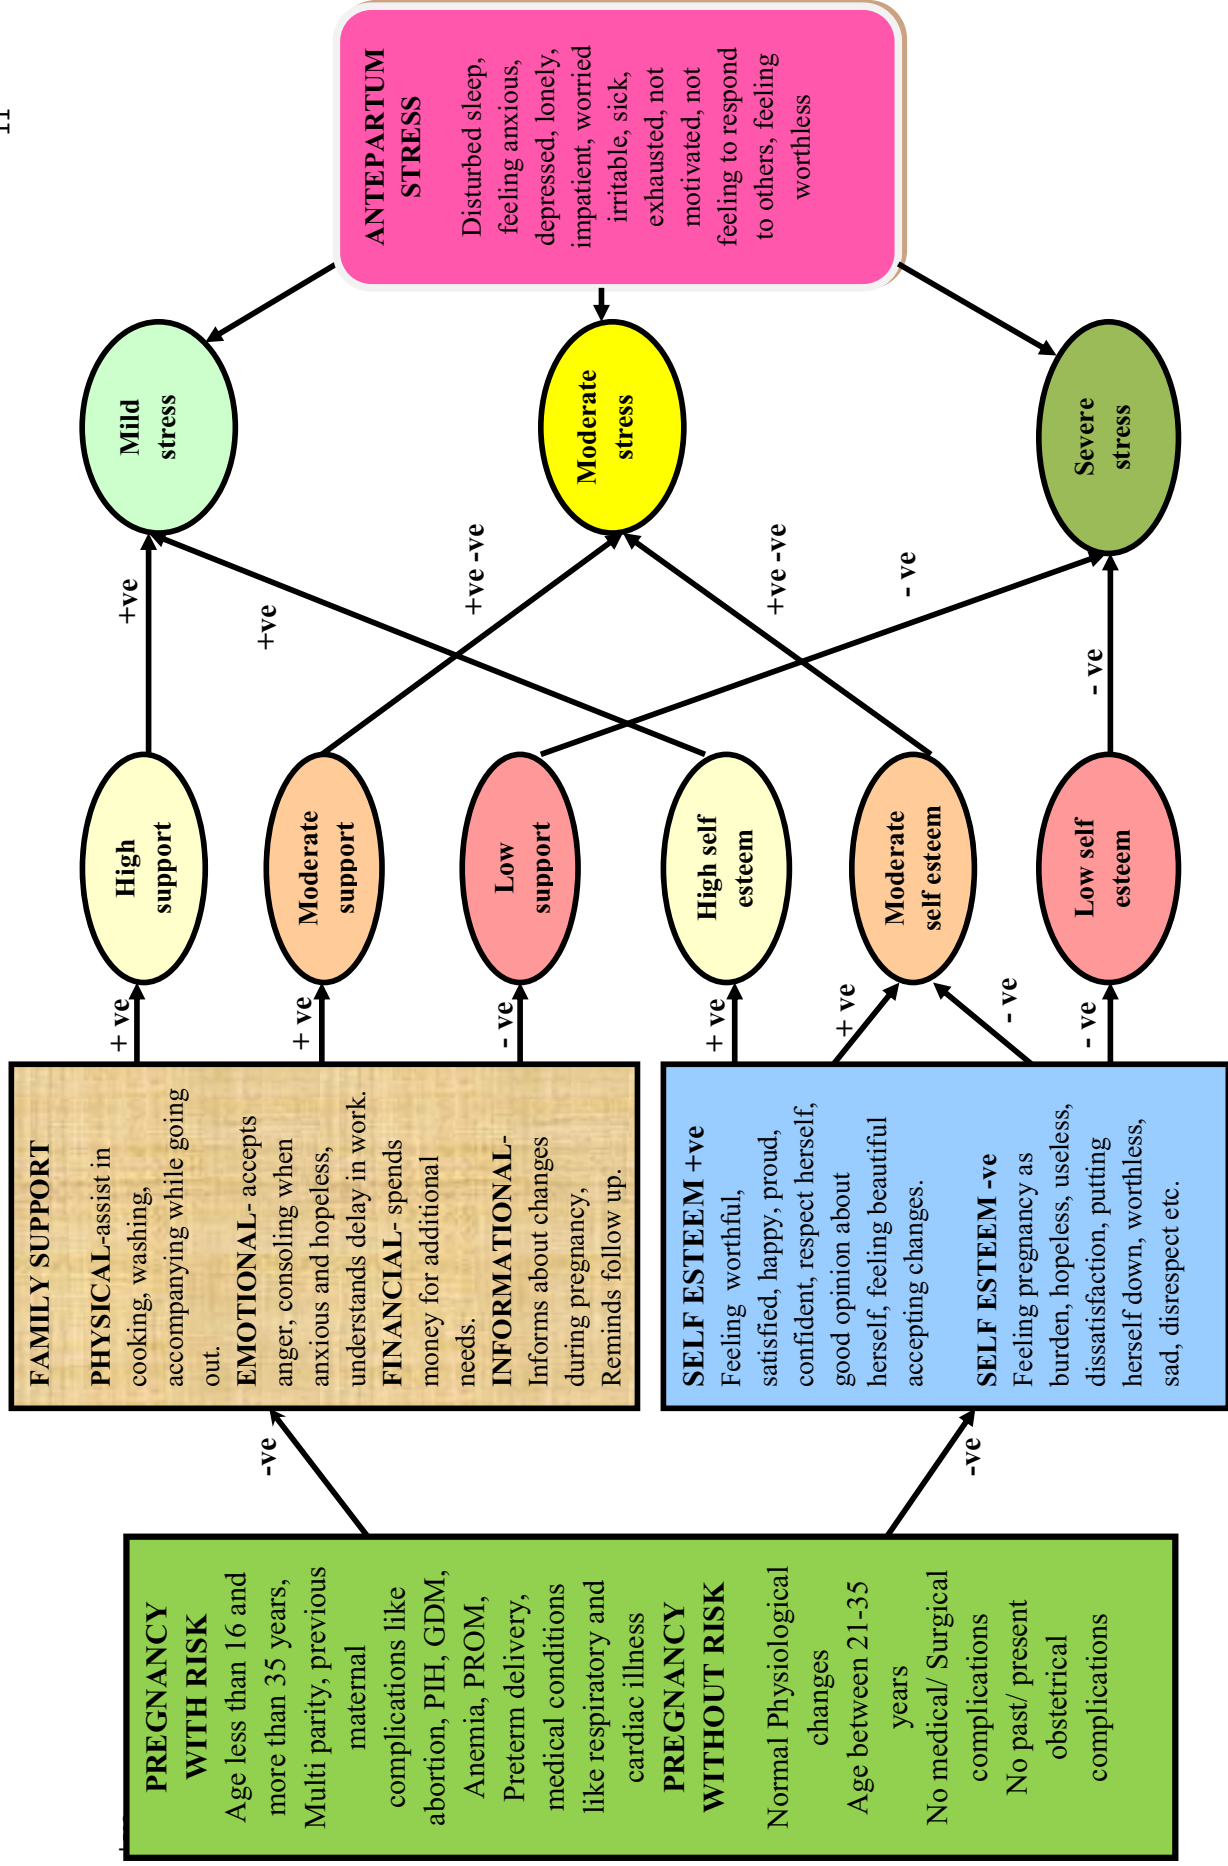 11
PREGNANCY
WITH RISK
Age less than 16 and
more than 35 years,
Multi parity, previous
maternal
complications like
abortion, PIH, GDM,
Anemia, PROM,
Preterm delivery,
medical conditions
like respiratory and
cardiac illness
PREGNANCY
WITHOUT RISK
Normal Physiological
changes
Age between 21-35
years
No medical/ Surgical
complications
No past/ present
obstetrical
complications
-ve
-ve
FAMILY SUPPORT
PHYSICAL-assist in
cooking, washing,
accompanying while going
out.
EMOTIONAL- accepts
anger, consoling when
anxious and hopeless,
understands delay in work.
FINANCIAL- spends
money for additional
needs.
INFORMATIONAL-
Informs about changes
during pregnancy,
Reminds follow up.
SELF ESTEEM +ve
Feeling worthful,
satisfied, happy, proud,
confident, respect herself,
good opinion about
herself, feeling beautiful
accepting changes.
SELF ESTEEM -ve
Feeling pregnancy as
burden, hopeless, useless,
dissatisfaction, putting
herself down, worthless,
sad, disrespect etc.
+ ve
+ ve
- ve
+ ve
+ ve
- ve
- ve
High
support
Moderate
support
Low
support
High self
esteem
Moderate
self esteem
Low self
esteem
+ve
+ve
+ve -ve
+ve -ve
- ve
- ve
Mild
stress
Moderate
stress
Severe
stress
ANTEPARTUM
STRESS
Disturbed sleep,
feeling anxious,
depressed, lonely,
impatient, worried
irritable, sick,
exhausted, not
motivated, not
feeling to respond
to others, feeling
worthless